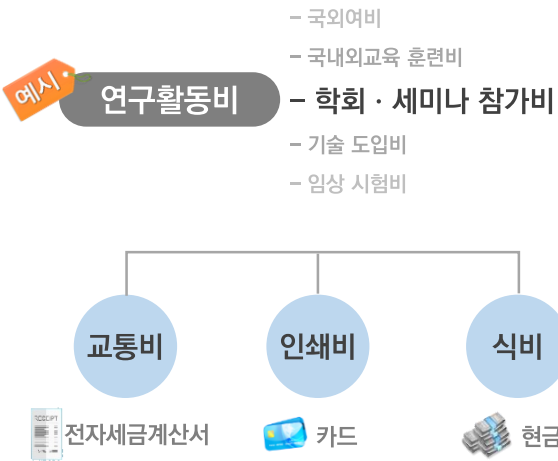 - 국외여비
- 국내외교육 훈련비
예시
연구활동비
- 학회 · 세미나 참가비
- 기술 도입비
- 임상 시험비
교통비
인쇄비
식비
RECEIPT
전자세금계산서
카드
현금